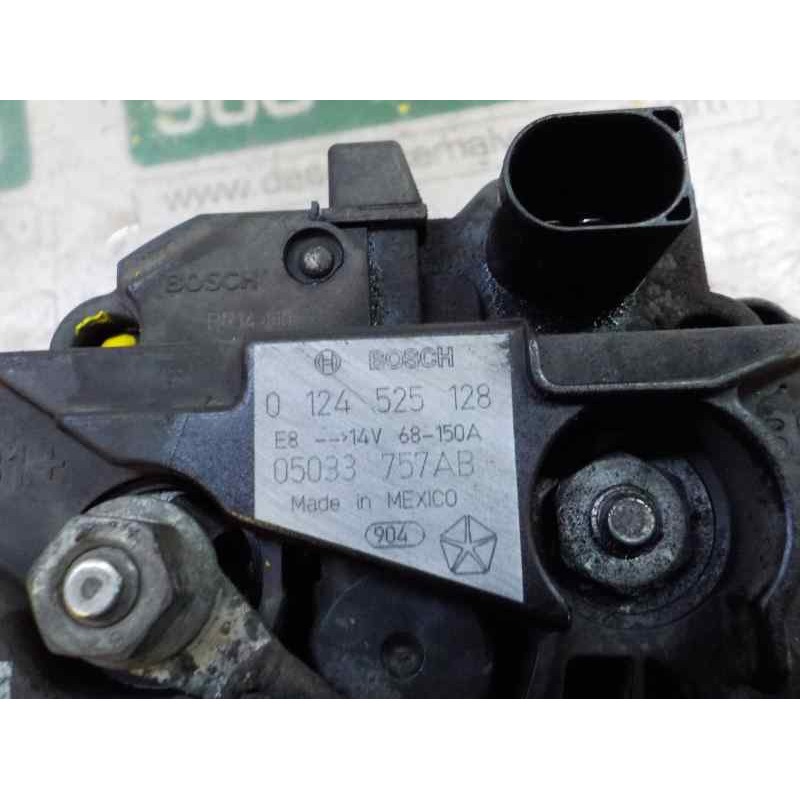 BOSCH
BOSCH
0 124 525 128
E8 --→14V 68-150A
05033 757AB
Made in MEXICO
904